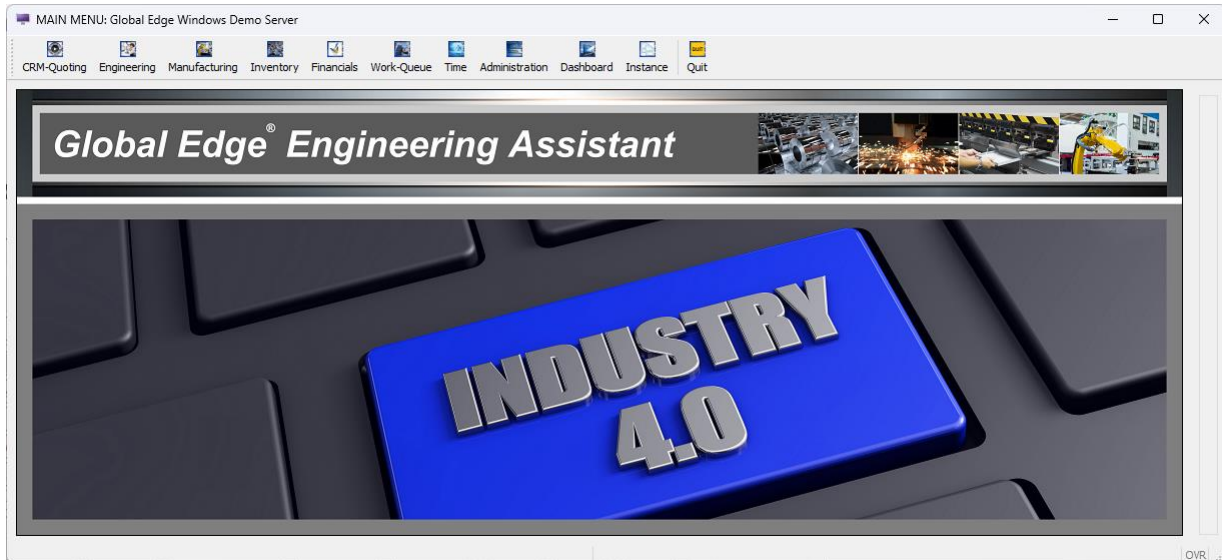 MAIN MENU: Global Edge Windows Demo Server
CRM-Quoting Engineering Manufacturing Inventory Financials Work-Queue Time Administration Dashboard Instance Quit
Global Edge® Engineering Assistant
INDUSTRY
4.0
OVR